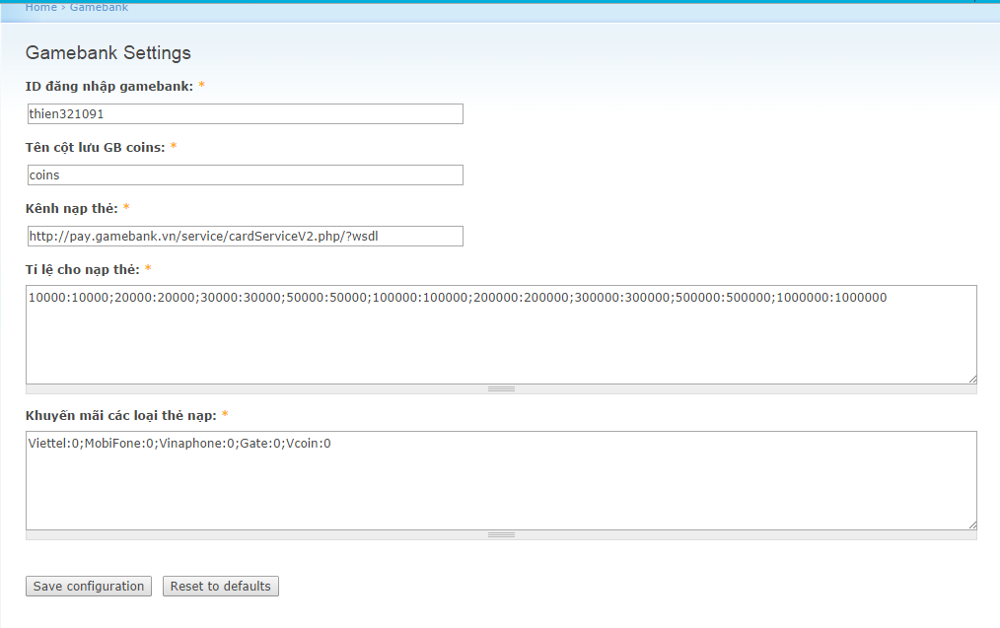 Home › Gamebank
Gamebank Settings
ID đăng nhập gamebank: *
thien321091
Tên cột lưu GB coins: *
coins
Kênh nạp thẻ: *
http://pay.gamebank.vn/service/cardServiceV2.php/?wsdl
Tỉ lệ cho nạp thẻ: *
10000:10000;20000:20000;30000:30000;50000:50000;100000:100000;200000:200000;300000:300000;500000:500000;1000000:1000000
Khuyến mãi các loại thẻ nạp: *
Viettel:0;MobiFone:0;Vinaphone:0;Gate:0;Vcoin:0
Save configuration Reset to defaults